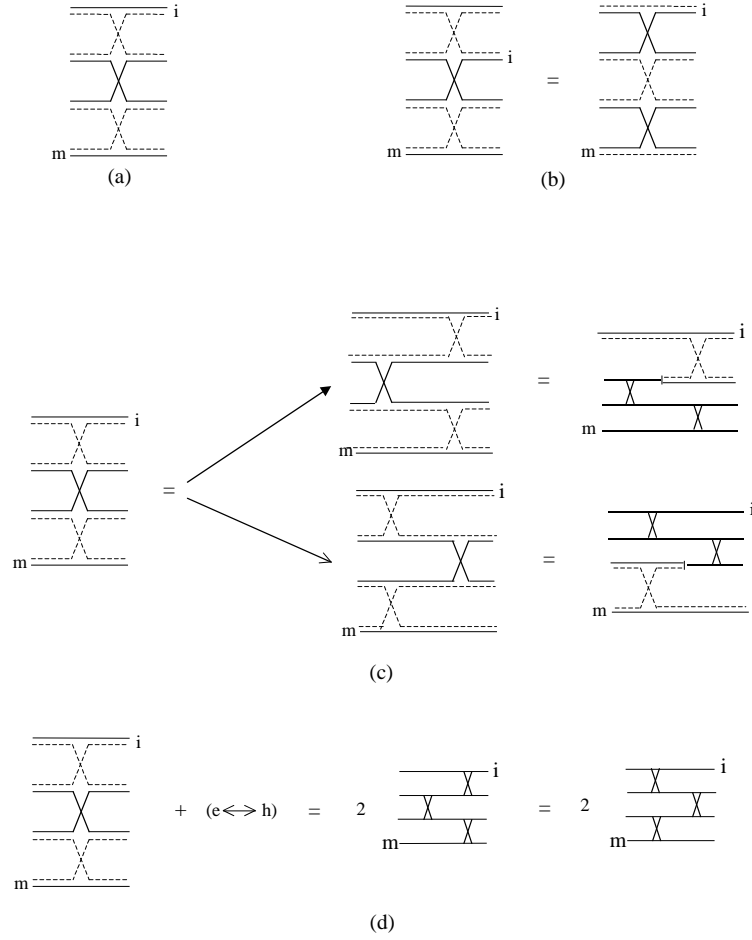 i
m
(a)
i
=
i
m
(b)
i
m
=
i
m
=
i
m
i
m
=
i
m
(c)
i
m
+ (e ⟷ h) = 2
i
m
= 2
i
m
(d)